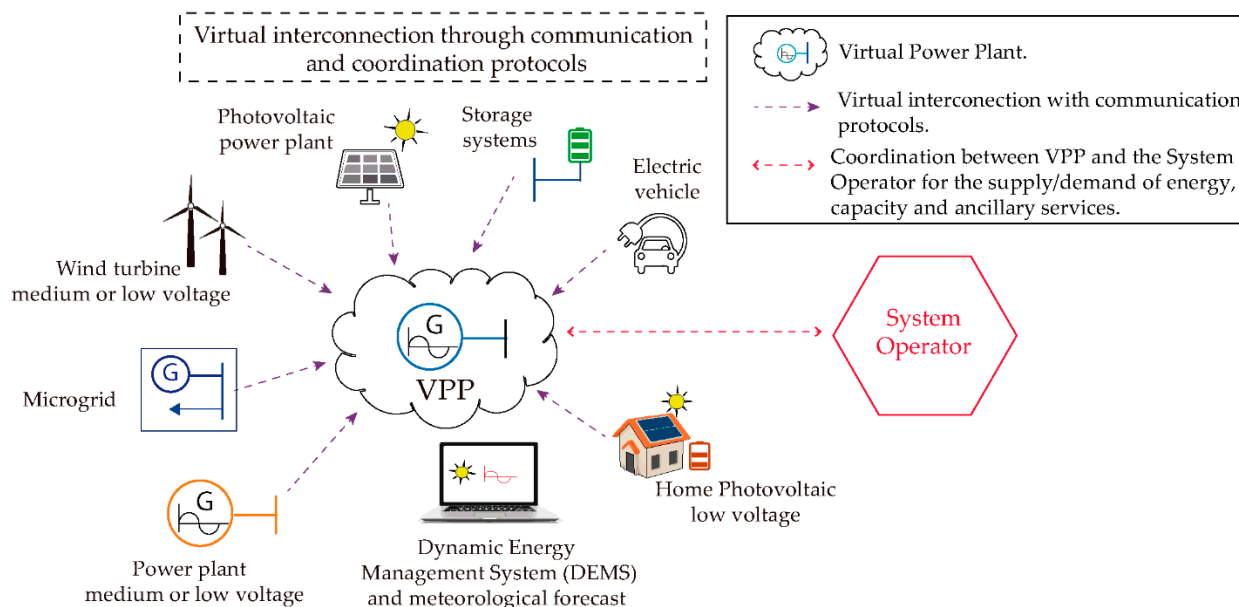 Virtual interconnection through communication
and coordination protocols
Photovoltaic
power plant
Storage
systems
Electric
vehicle
Wind turbine
medium or low voltage
Microgrid
G
G
VPP
G
Power plant
medium or low voltage
Dynamic Energy
Management System (DEMS)
and meteorological forecast
Home Photovoltaic
low voltage
System
Operator
G
Virtual Power Plant.
Virtual interconection with communication
protocols.
Coordination between VPP and the System
Operator for the supply/demand of energy,
capacity and ancillary services.